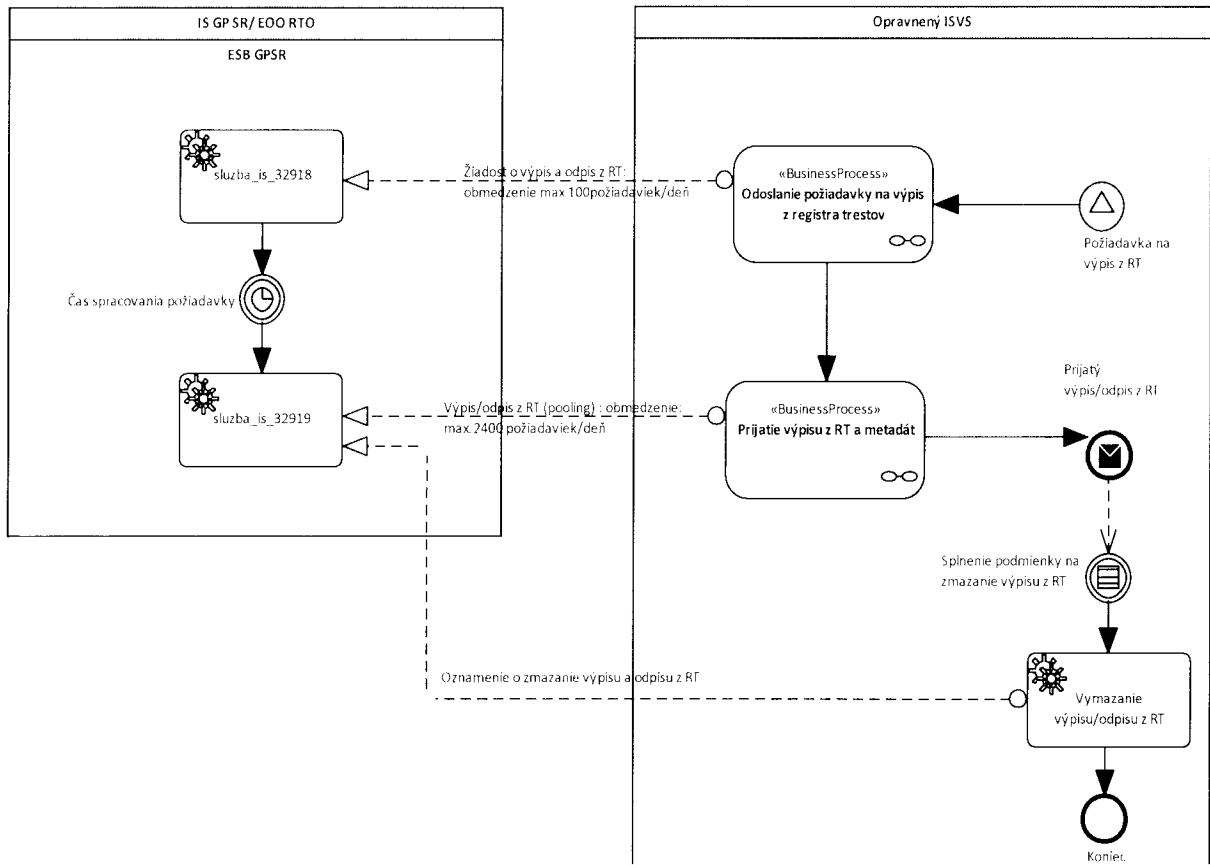 IS GP SR/ EOO RTO
ESB GPSR
Opravnený ISVS
sluzba_is_32918
Žiadosť o výpis a odpis z RT:
obmedzenie max 100požiadaviek/deň
«BusinessProcess»
Odoslanie požiadavky na výpis
z registra trestov
Požiadavka na
výpis z RT
Čas spracovania požiadavky
sluzba_is_32919
Výpis/odpis z RT (pooling) : obmedzenie:
max. 2400 požiadaviek/deň
«BusinessProcess»
Prijatie výpisu z RT a metadát
Prijatý
výpis/odpis z RT
Splnenie podmienky na
zmazanie výpisu z RT
Oznamenie o zmazanie výpisu a odpisu z RT
Vymazanie
výpisu/odpisu z RT
Koniec